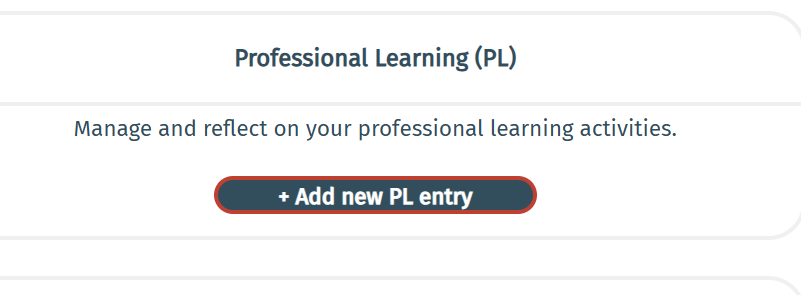 Professional Learning (PL)
Manage and reflect on your professional learning activities.
+ Add new PL entry